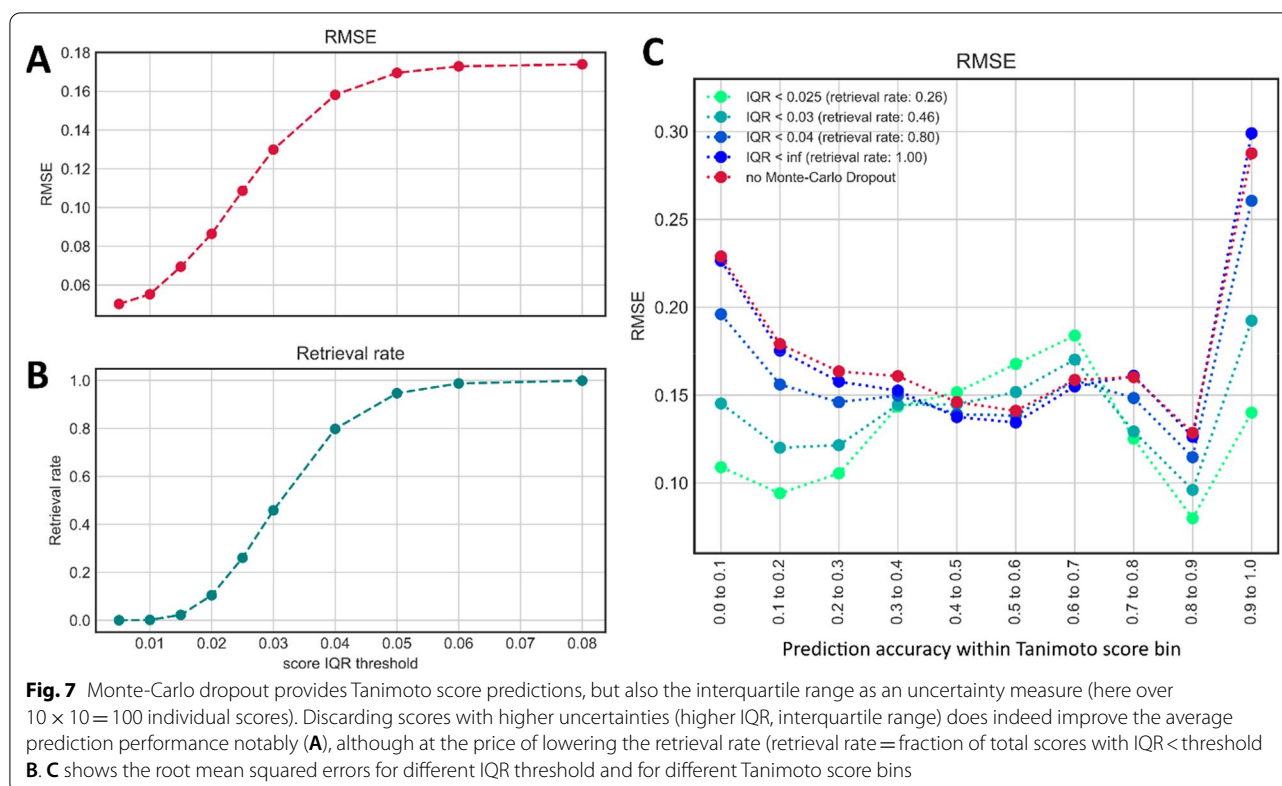 A
RMSE
0.18
0.16
0.14
0.12
0.10
0.08
0.06
RMSE
B
Retrieval rate
1.0
0.8
0.6
0.4
0.2
0.0
Retrieval rate
0.01 0.02 0.03 0.04 0.05 0.06 0.07 0.08
score IQR threshold
C
RMSE
IQR < 0.025 (retrieval rate: 0.26)
IQR < 0.03 (retrieval rate: 0.46)
IQR < 0.04 (retrieval rate: 0.80)
IQR < inf (retrieval rate: 1.00)
no Monte-Carlo Dropout
0.30
0.25
0.20
0.15
0.10
RMSE
0.0 to 0.1
0.1 to 0.2
0.2 to 0.3
0.3 to 0.4
0.4 to 0.5
0.5 to 0.6
0.6 to 0.7
0.7 to 0.8
0.8 to 0.9
0.9 to 1.0
Prediction accuracy within Tanimoto score bin
Fig. 7 Monte-Carlo dropout provides Tanimoto score predictions, but also the interquartile range as an uncertainty measure (here over
10 × 10 = 100 individual scores). Discarding scores with higher uncertainties (higher IQR, interquartile range) does indeed improve the average
prediction performance notably (A), although at the price of lowering the retrieval rate (retrieval rate = fraction of total scores with IQR < threshold
B. C shows the root mean squared errors for different IQR threshold and for different Tanimoto score bins